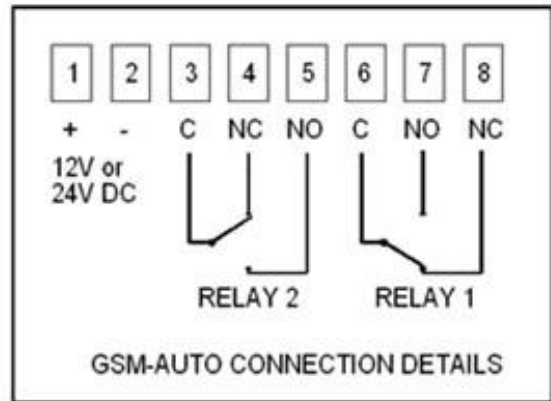 1 2 3 4 5 6 7 8
+ - C NC NO C NO NC
12V or
24V DC
RELAY 2 RELAY 1
GSM-AUTO CONNECTION DETAILS